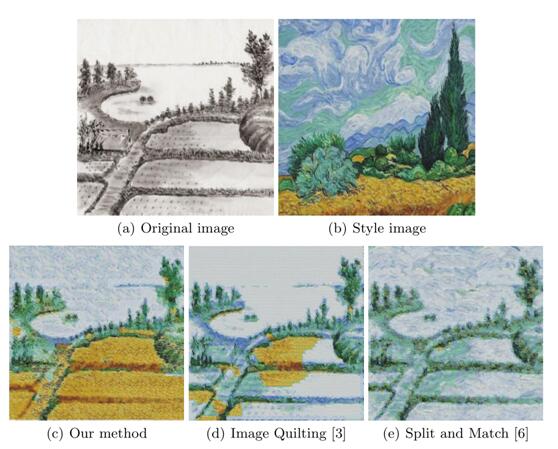 (a) Original image
(b) Style image
(c) Our method
(d) Image Quilting [3]
(e) Split and Match [6]